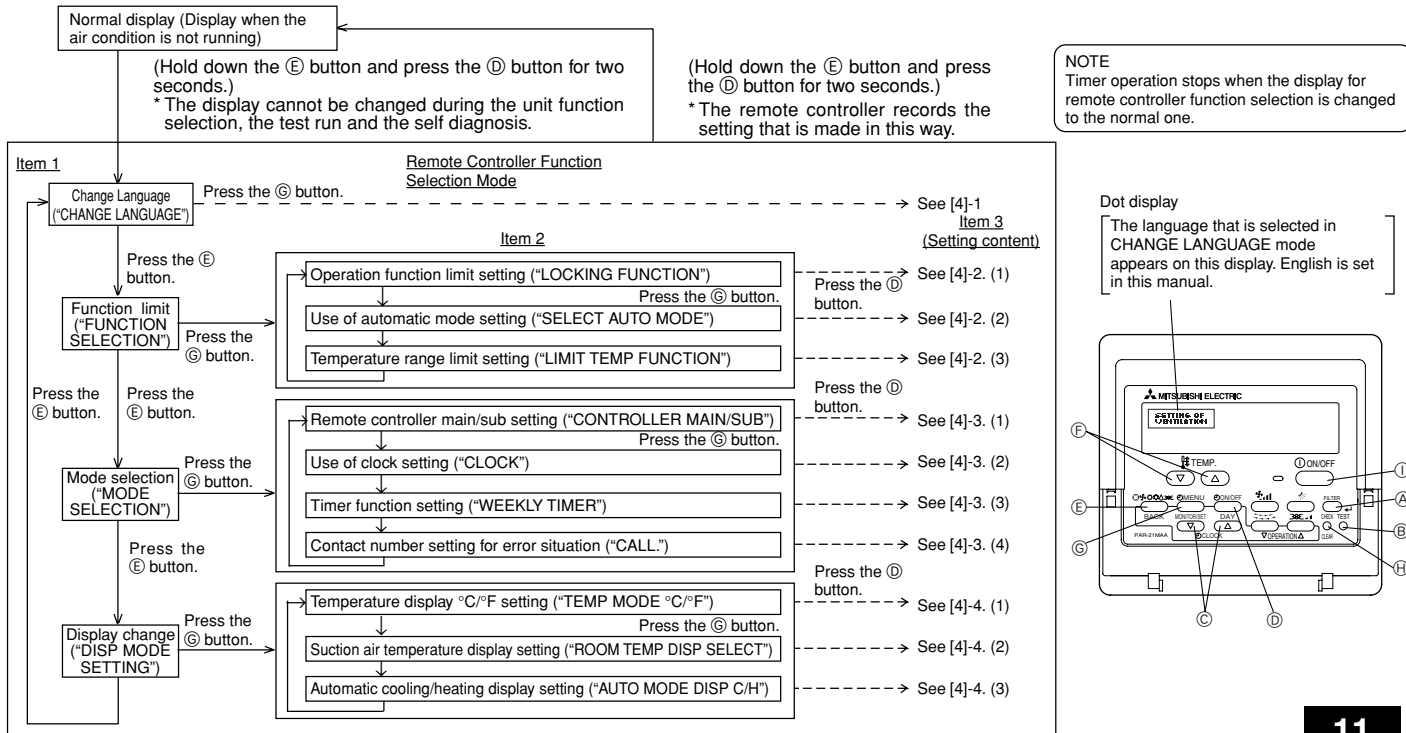 Normal display (Display when the
air condition is not running)
(Hold down the Ⓔ button and press the Ⓓ button for two
seconds.)
* The display cannot be changed during the unit function
selection, the test run and the self diagnosis.
(Hold down the Ⓔ button and press
the Ⓓ button for two seconds.)
* The remote controller records the
setting that is made in this way.
NOTE
Timer operation stops when the display for
remote controller function selection is changed
to the normal one.
Item 1
Remote Controller Function
Selection Mode
Change Language
(“CHANGE LANGUAGE”)
Press the Ⓖ button.
See [4]-1
Item 2
Item 3
(Setting content)
Press the Ⓔ
button.
Function limit
(“FUNCTION
SELECTION”)
Press the
Ⓖ button.
Operation function limit setting (“LOCKING FUNCTION”)
Press the Ⓖ button.
Press the Ⓓ
button.
See [4]-2. (1)
Use of automatic mode setting (“SELECT AUTO MODE”)
See [4]-2. (2)
Temperature range limit setting (“LIMIT TEMP FUNCTION”)
See [4]-2. (3)
Press the
Ⓔ button.
Press the
Ⓔ button.
Mode selection
(“MODE
SELECTION”)
Press the
Ⓖ button.
Remote controller main/sub setting (“CONTROLLER MAIN/SUB”)
Press the Ⓖ button.
Press the Ⓓ
button.
See [4]-3. (1)
Use of clock setting (“CLOCK”)
See [4]-3. (2)
Timer function setting (“WEEKLY TIMER”)
See [4]-3. (3)
Contact number setting for error situation (“CALL.”)
See [4]-3. (4)
Press the
Ⓔ button.
Display change
(“DISP MODE
SETTING”)
Press the
Ⓖ button.
Temperature display °C/°F setting (“TEMP MODE °C/°F”)
Press the Ⓖ button.
Press the Ⓓ
button.
See [4]-4. (1)
Suction air temperature display setting (“ROOM TEMP DISP SELECT”)
See [4]-4. (2)
Automatic cooling/heating display setting (“AUTO MODE DISP C/H”)
See [4]-4. (3)
Dot display
The language that is selected in
CHANGE LANGUAGE mode
appears on this display. English is set
in this manual.
MITSUBISHI ELECTRIC
SETTING OF
VENTILATION
Ⓕ
TEMP.
ON/OFF
Ⓘ
Ⓔ
MENU
ON/OFF
FILTER
Ⓐ
BACK
MONITOR/SET
DAY
CHECK
TEST
Ⓑ
PAR-21MAA
CLOCK
▽OPERATION△
CLEAR
Ⓖ
Ⓗ
Ⓒ
Ⓓ
11